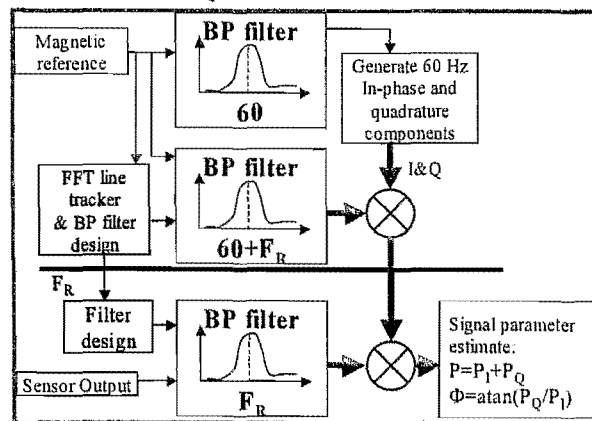 Magnetic
reference
BP filter
60
Generate 60 Hz
In-phase and
quadrature
components
I&Q
FFT line
tracker
& BP filter
design
BP filter
60+F_R
F_R
Filter
design
BP filter
F_R
Sensor Output
Signal parameter
estimate:
P=P_I+P_Q
Φ=atan(P_Q/P_I)